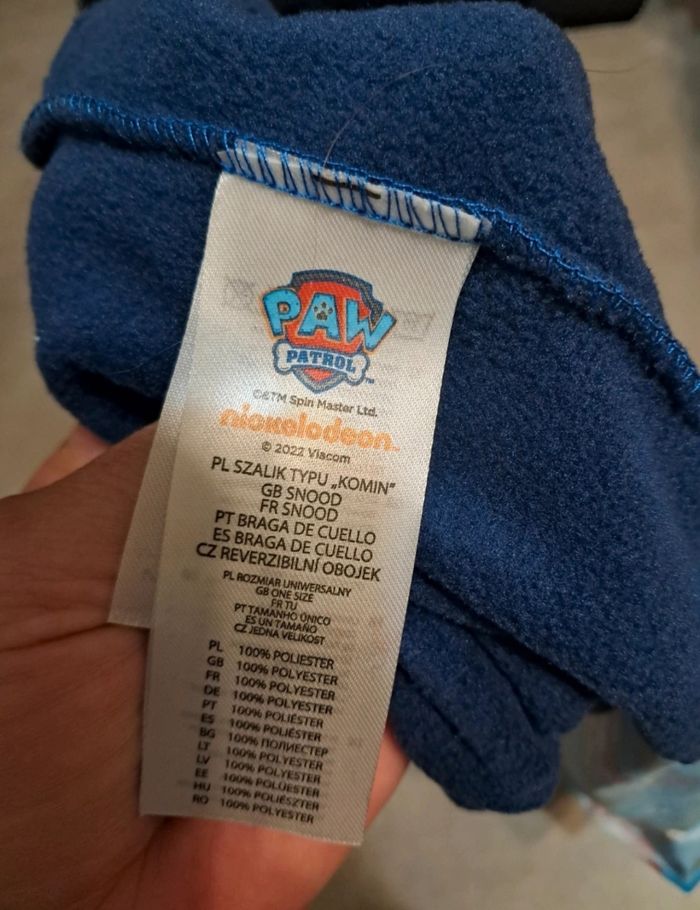 PAW
PATROL™
©&TM Spin Master Ltd.
nickelodeon™
© 2022 Viacom
PL SZALIK TYPU „KOMIN”
GB SNOOD
FR SNOOD
PT BRAGA DE CUELLO
ES BRAGA DE CUELLO
CZ REVERZIBILNÍ OBOJEK
PL ROZMIAR UNIWERSALNY
GB ONE SIZE
FR TU
PT TAMANHO ÚNICO
ES UN TAMAÑO
CZ JEDNA VELIKOST
PL 100% POLIESTER
GB 100% POLYESTER
FR 100% POLYESTER
DE 100% POLYESTER
PT 100% POLIÉSTER
ES 100% POLIÉSTER
BG 100% ПОЛИЕСТЕР
LT 100% POLYESTER
LV 100% POLYESTER
EE 100% POLÜESTER
HU 100% POLIÉSZTER
RO 100% POLYESTER